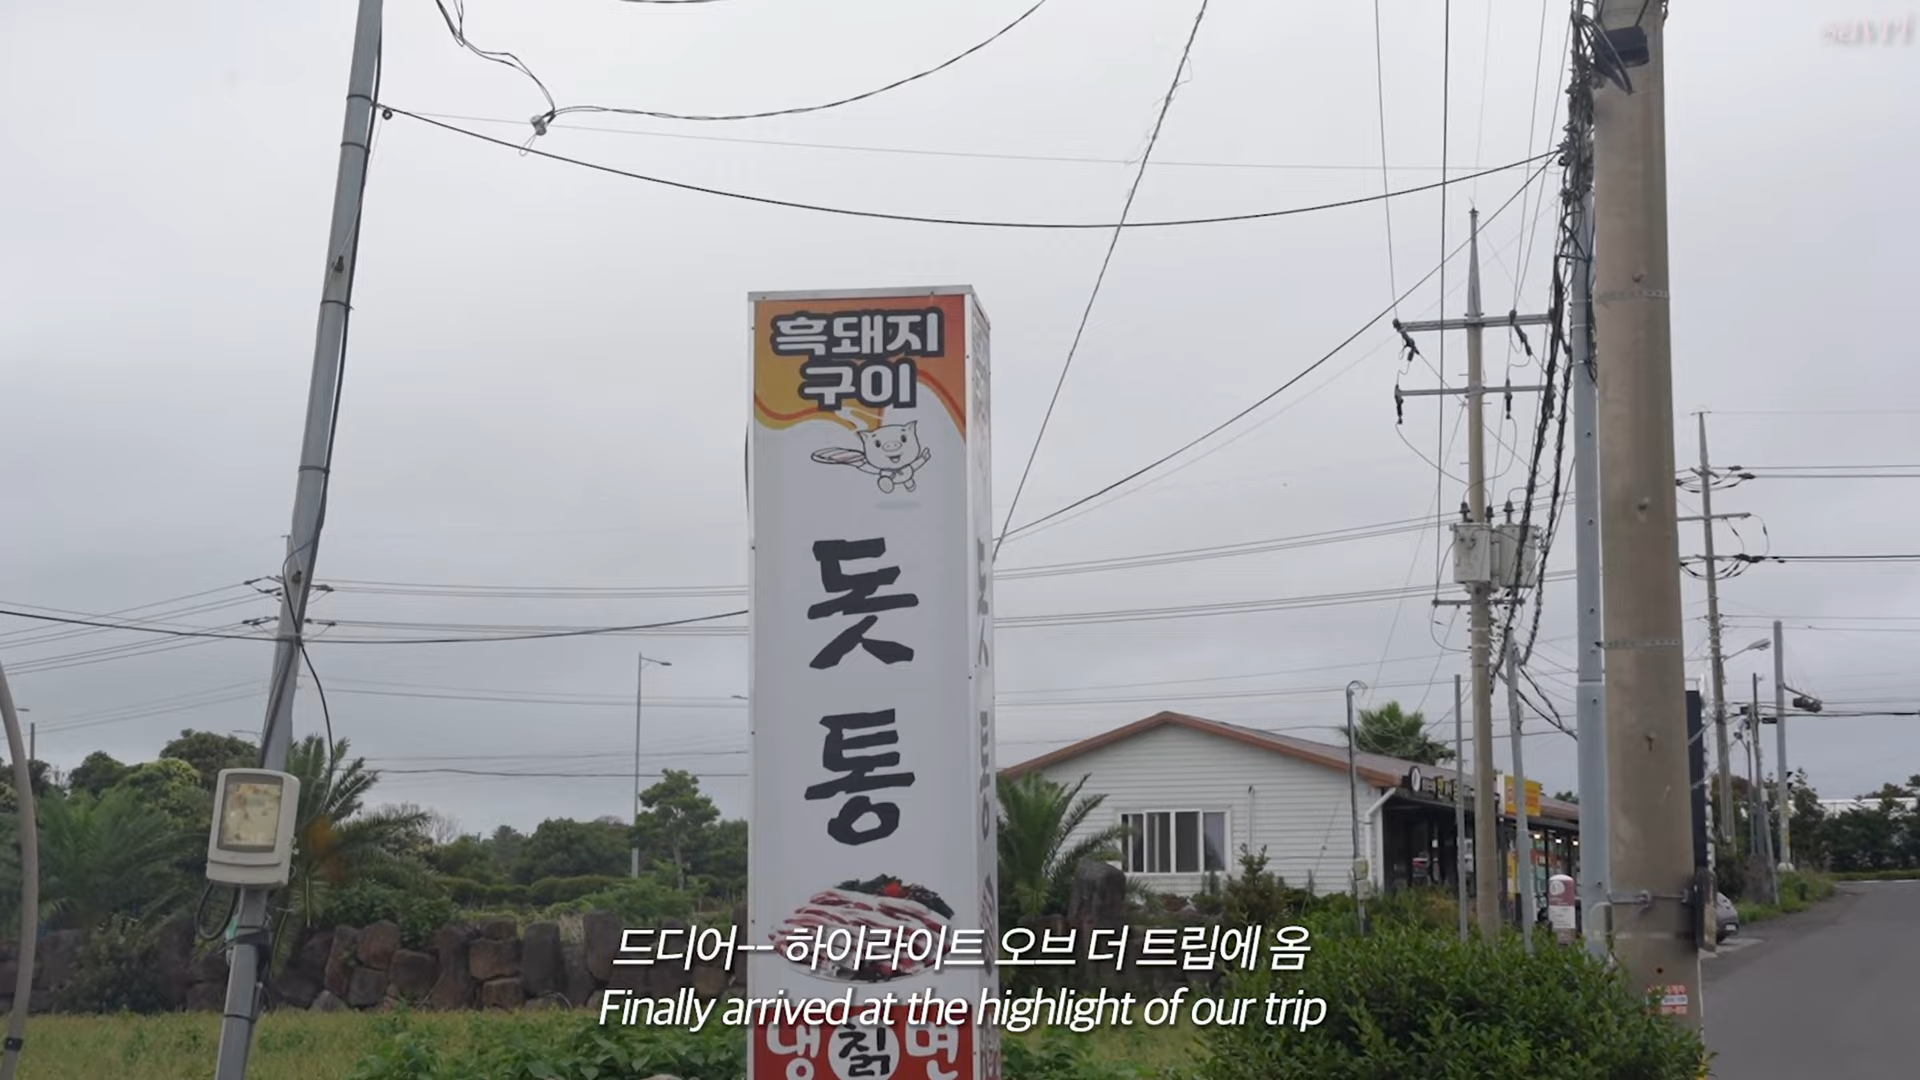 흑돼지
구이
돗
통
드디어-- 하이라이트 오브 더 트립에 옴
Finally arrived at the highlight of our trip
냉칡면